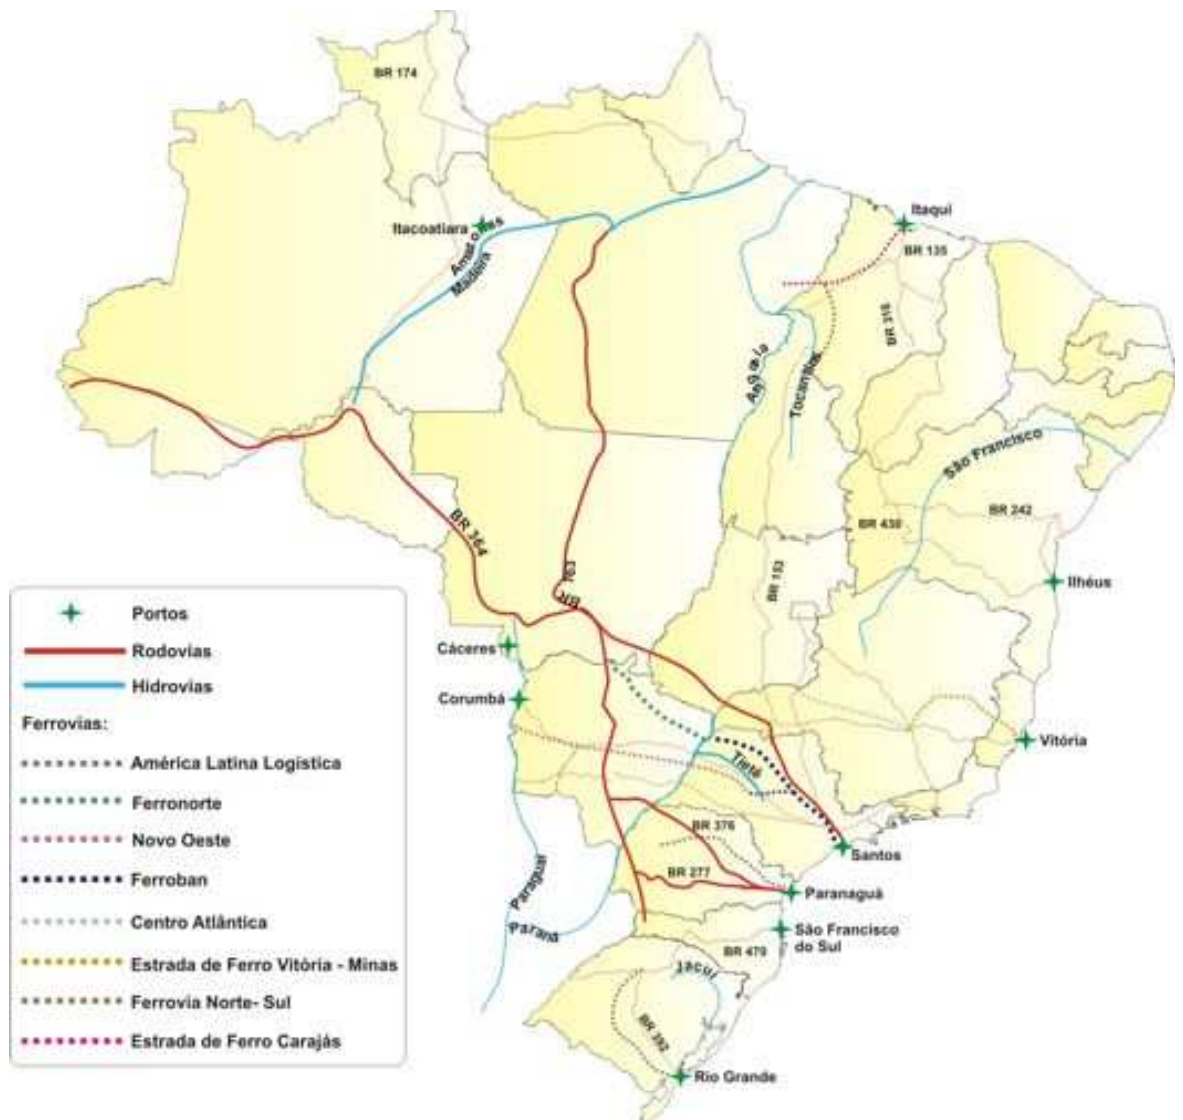 BR 174
Itaqui
Itacoatiara
Amazonas
Madeira
BR 135
BR 316
Araguaia
Tocantins
São Francisco
BR 242
BR 430
BR 364
BR 163
BR 153
Ilhéus
Cáceres
Corumbá
Vitória
Tietê
BR 376
Santos
BR 277
Paranaguá
Paraguai
Paraná
São Francisco
do Sul
BR 470
Jacuí
BR 392
Rio Grande
Portos
Rodovias
Hidrovias
Ferrovias:
América Latina Logística
Ferronorte
Novo Oeste
Ferroban
Centro Atlântica
Estrada de Ferro Vitória - Minas
Ferrovia Norte- Sul
Estrada de Ferro Carajás